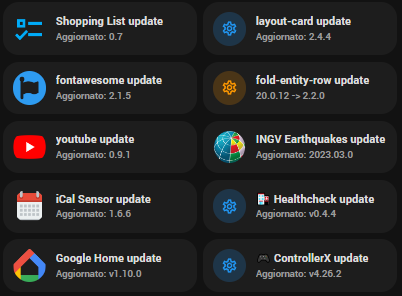 Shopping List update
Aggiornato: 0.7
layout-card update
Aggiornato: 2.4.4
fontawesome update
Aggiornato: 2.1.5
fold-entity-row update
20.0.12 -> 2.2.0
youtube update
Aggiornato: 0.9.1
INGV Earthquakes update
Aggiornato: 2023.03.0
iCal Sensor update
Aggiornato: 1.6.6
Healthcheck update
Aggiornato: v0.4.4
Google Home update
Aggiornato: v1.10.0
🎮 ControllerX update
Aggiornato: v4.26.2